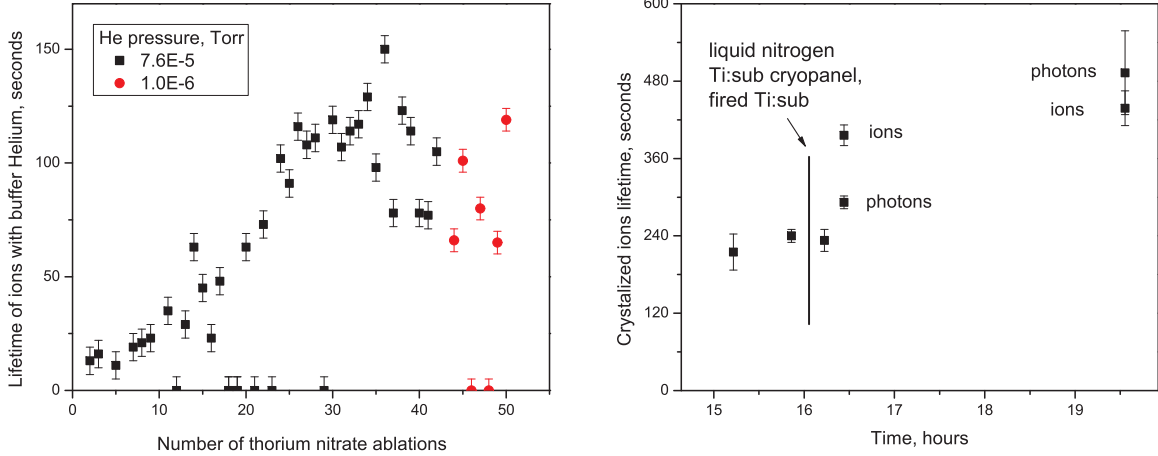 Lifetime of ions with buffer Helium, seconds
150
100
50
0
He pressure, Torr
7.6E-5
1.0E-6
0 10 20 30 40 50
Number of thorium nitrate ablations
Crystalized ions lifetime, seconds
600
480
360
240
120
0
liquid nitrogen
Ti:sub cryopanel,
fired Ti:sub
ions
photons
photons
ions
15 16 17 18 19
Time, hours